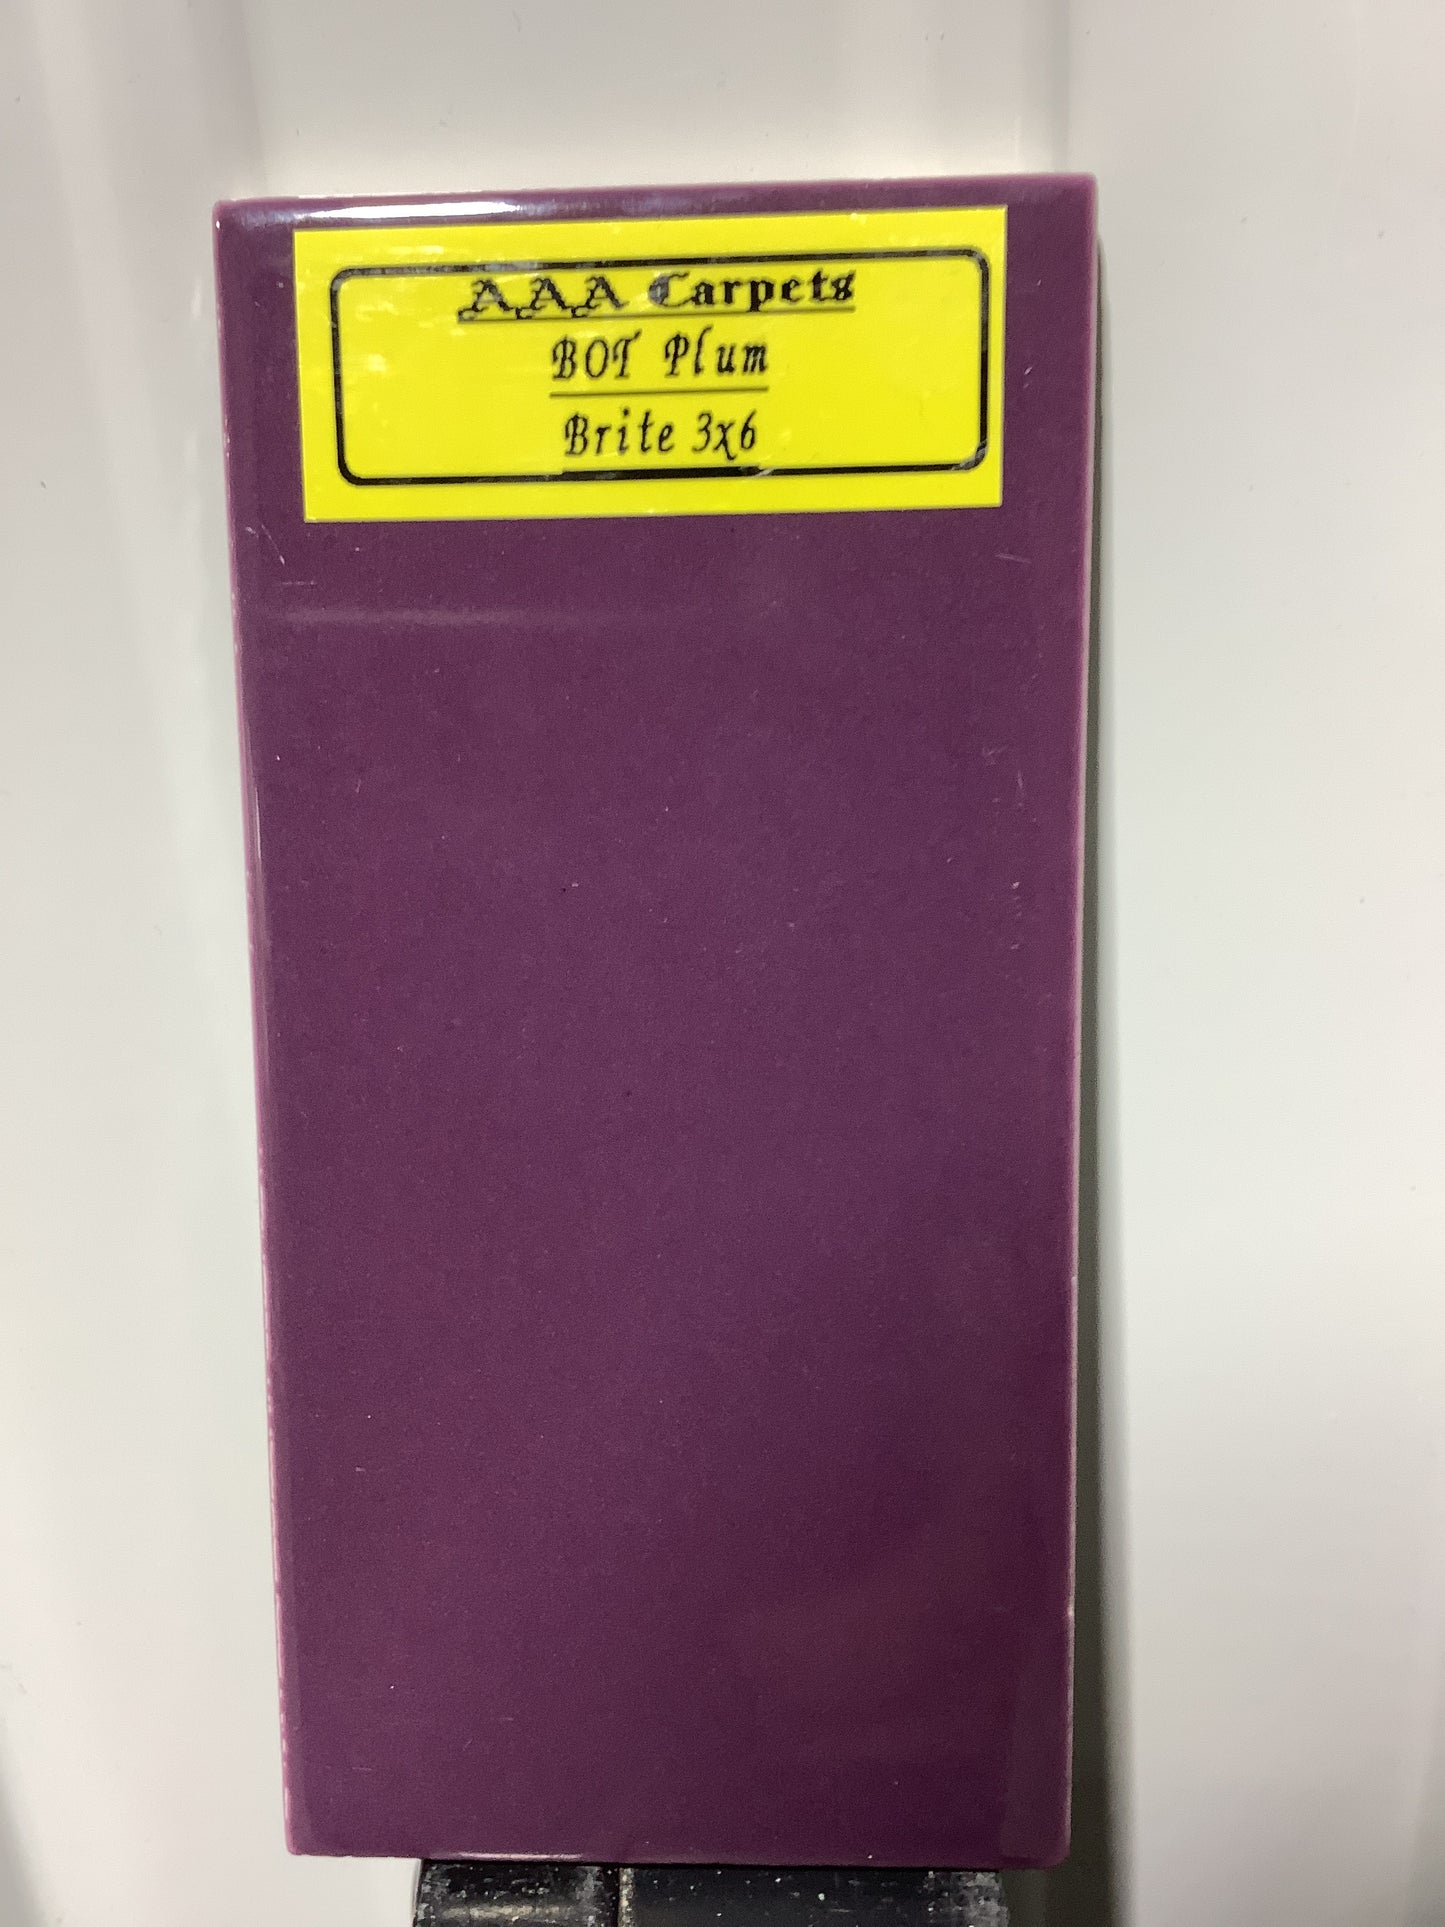 AAA Carpets
BOT Plum
Brite 3x6